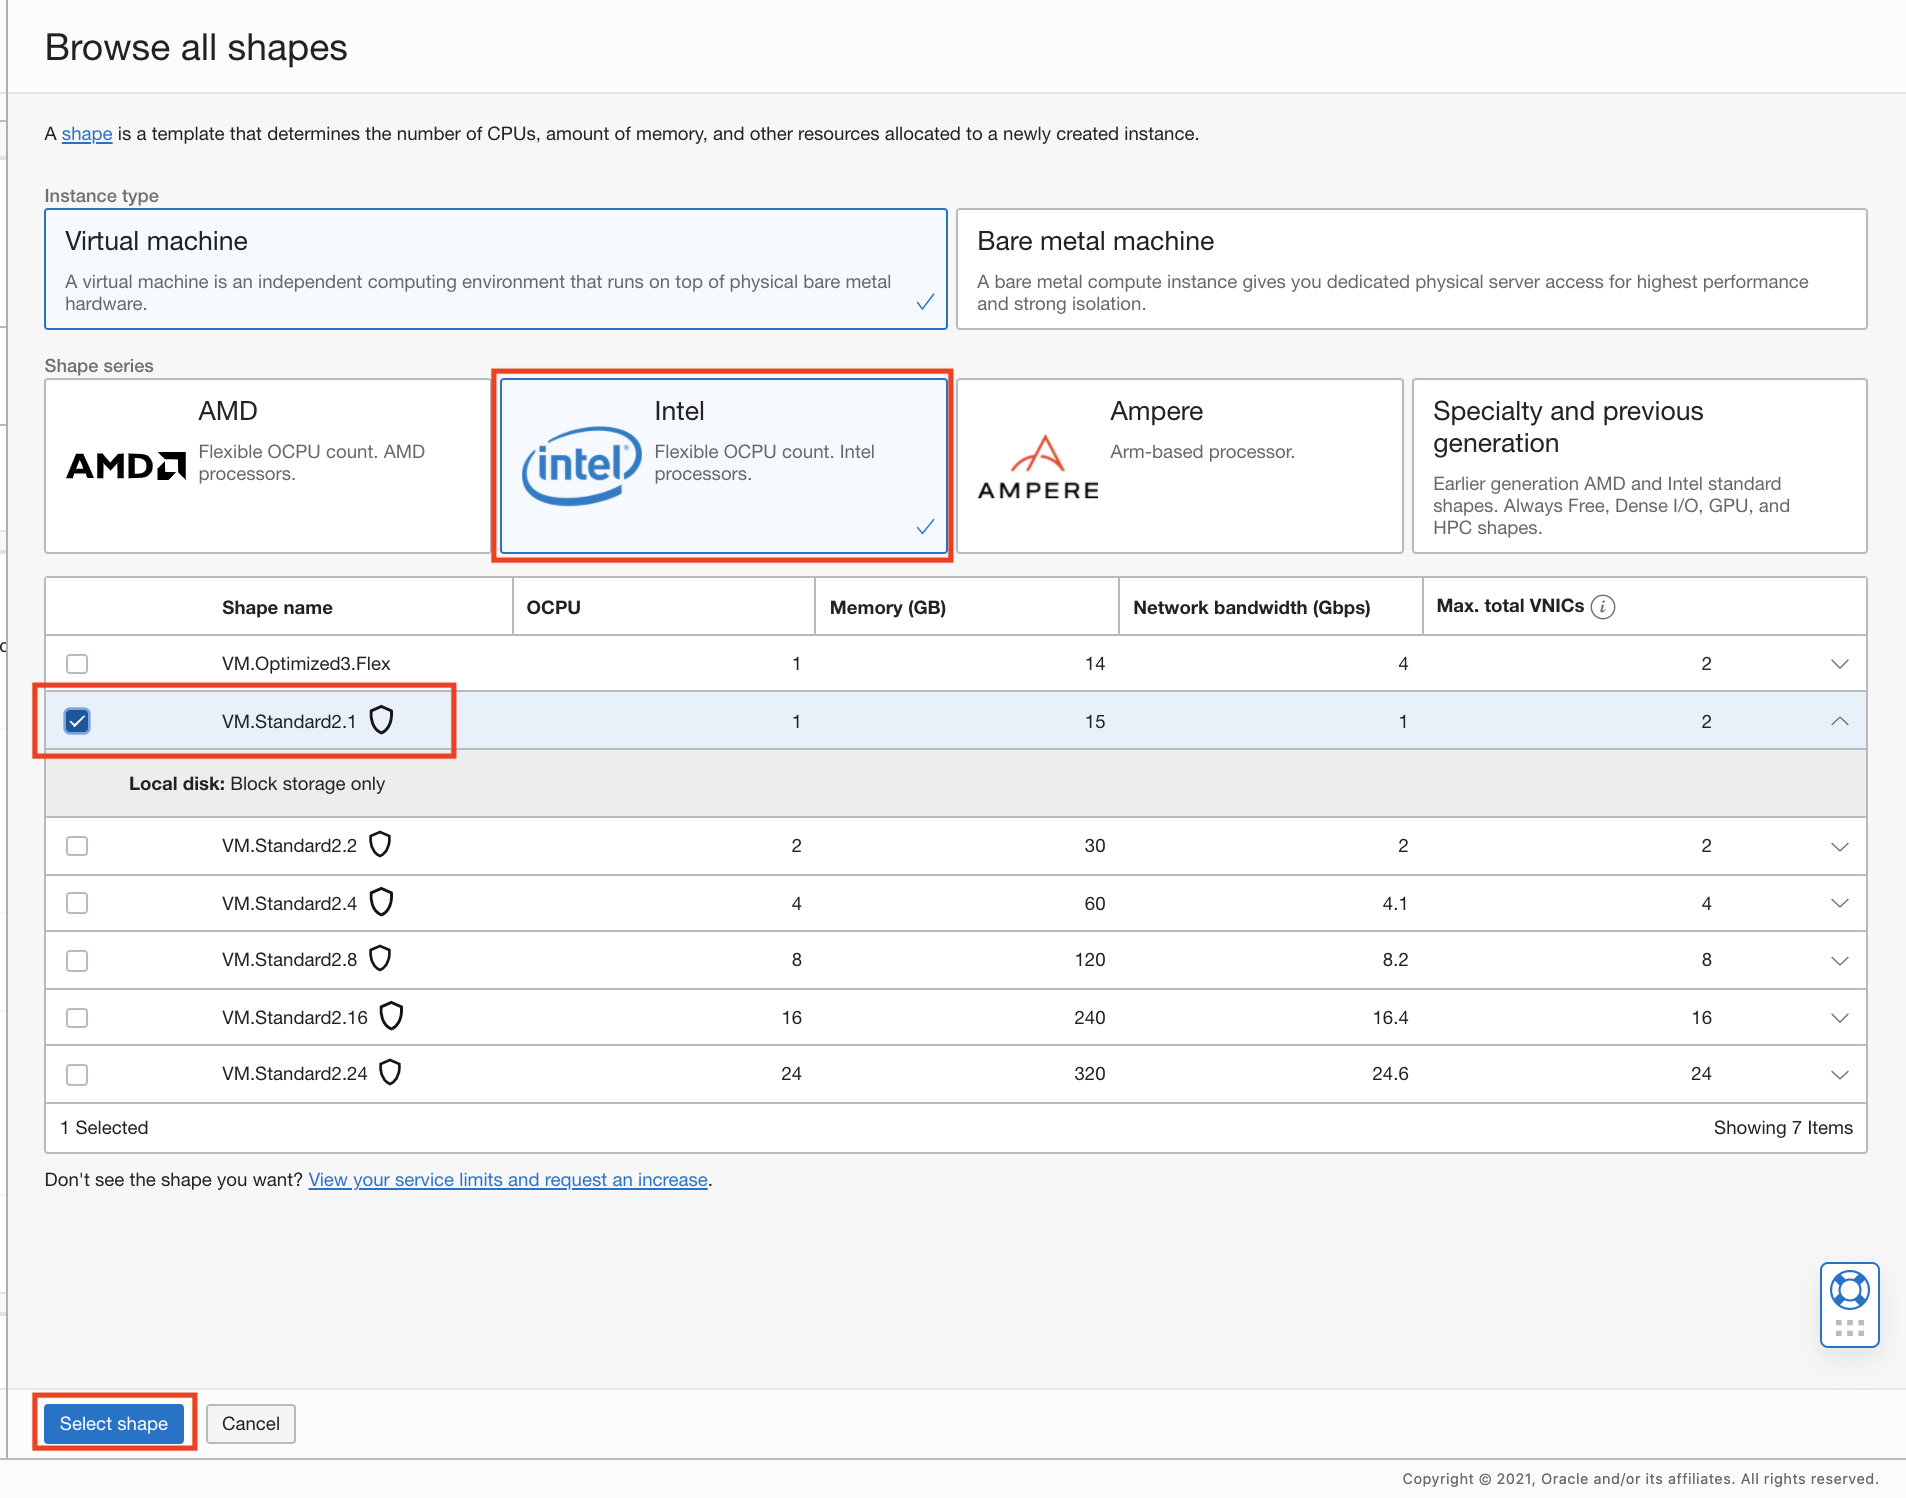 Browse all shapes
A shape is a template that determines the number of CPUs, amount of memory, and other resources allocated to a newly created instance.
Instance type
Virtual machine
A virtual machine is an independent computing environment that runs on top of physical bare metal
hardware.
Bare metal machine
A bare metal compute instance gives you dedicated physical server access for highest performance
and strong isolation.
Shape series
AMD
AMD
Flexible OCPU count. AMD
processors.
Intel
intel
Flexible OCPU count. Intel
processors.
Ampere
AMPERE
Arm-based processor.
Specialty and previous
generation
Earlier generation AMD and Intel standard
shapes. Always Free, Dense I/O, GPU, and
HPC shapes.
Shape name OCPU Memory (GB) Network bandwidth (Gbps) Max. total VNICs i
VM.Optimized3.Flex 1 14 4 2
VM.Standard2.1 1 15 1 2
Local disk: Block storage only
VM.Standard2.2 2 30 2 2
VM.Standard2.4 4 60 4.1 4
VM.Standard2.8 8 120 8.2 8
VM.Standard2.16 16 240 16.4 16
VM.Standard2.24 24 320 24.6 24
1 Selected Showing 7 Items
Don't see the shape you want? View your service limits and request an increase.
Select shape Cancel
Copyright © 2021, Oracle and/or its affiliates. All rights reserved.